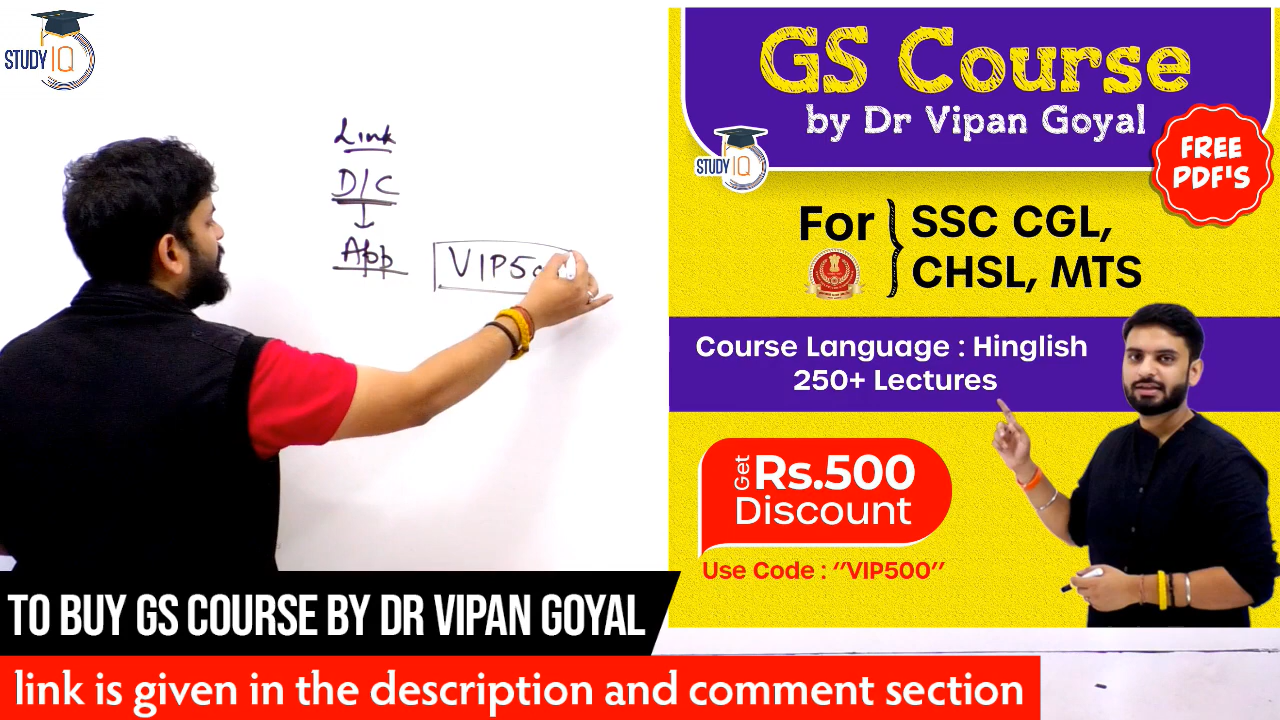 STUDY IQ
Link
D/C
App
VIP50
GS Course
by Dr Vipan Goyal
STUDY IQ
FREE
PDF'S
For
SSC CGL,
CHSL, MTS
Course Language : Hinglish
250+ Lectures
Get Rs.500
Discount
Use Code : ‘‘VIP500’’
TO BUY GS COURSE BY DR VIPAN GOYAL
link is given in the description and comment section